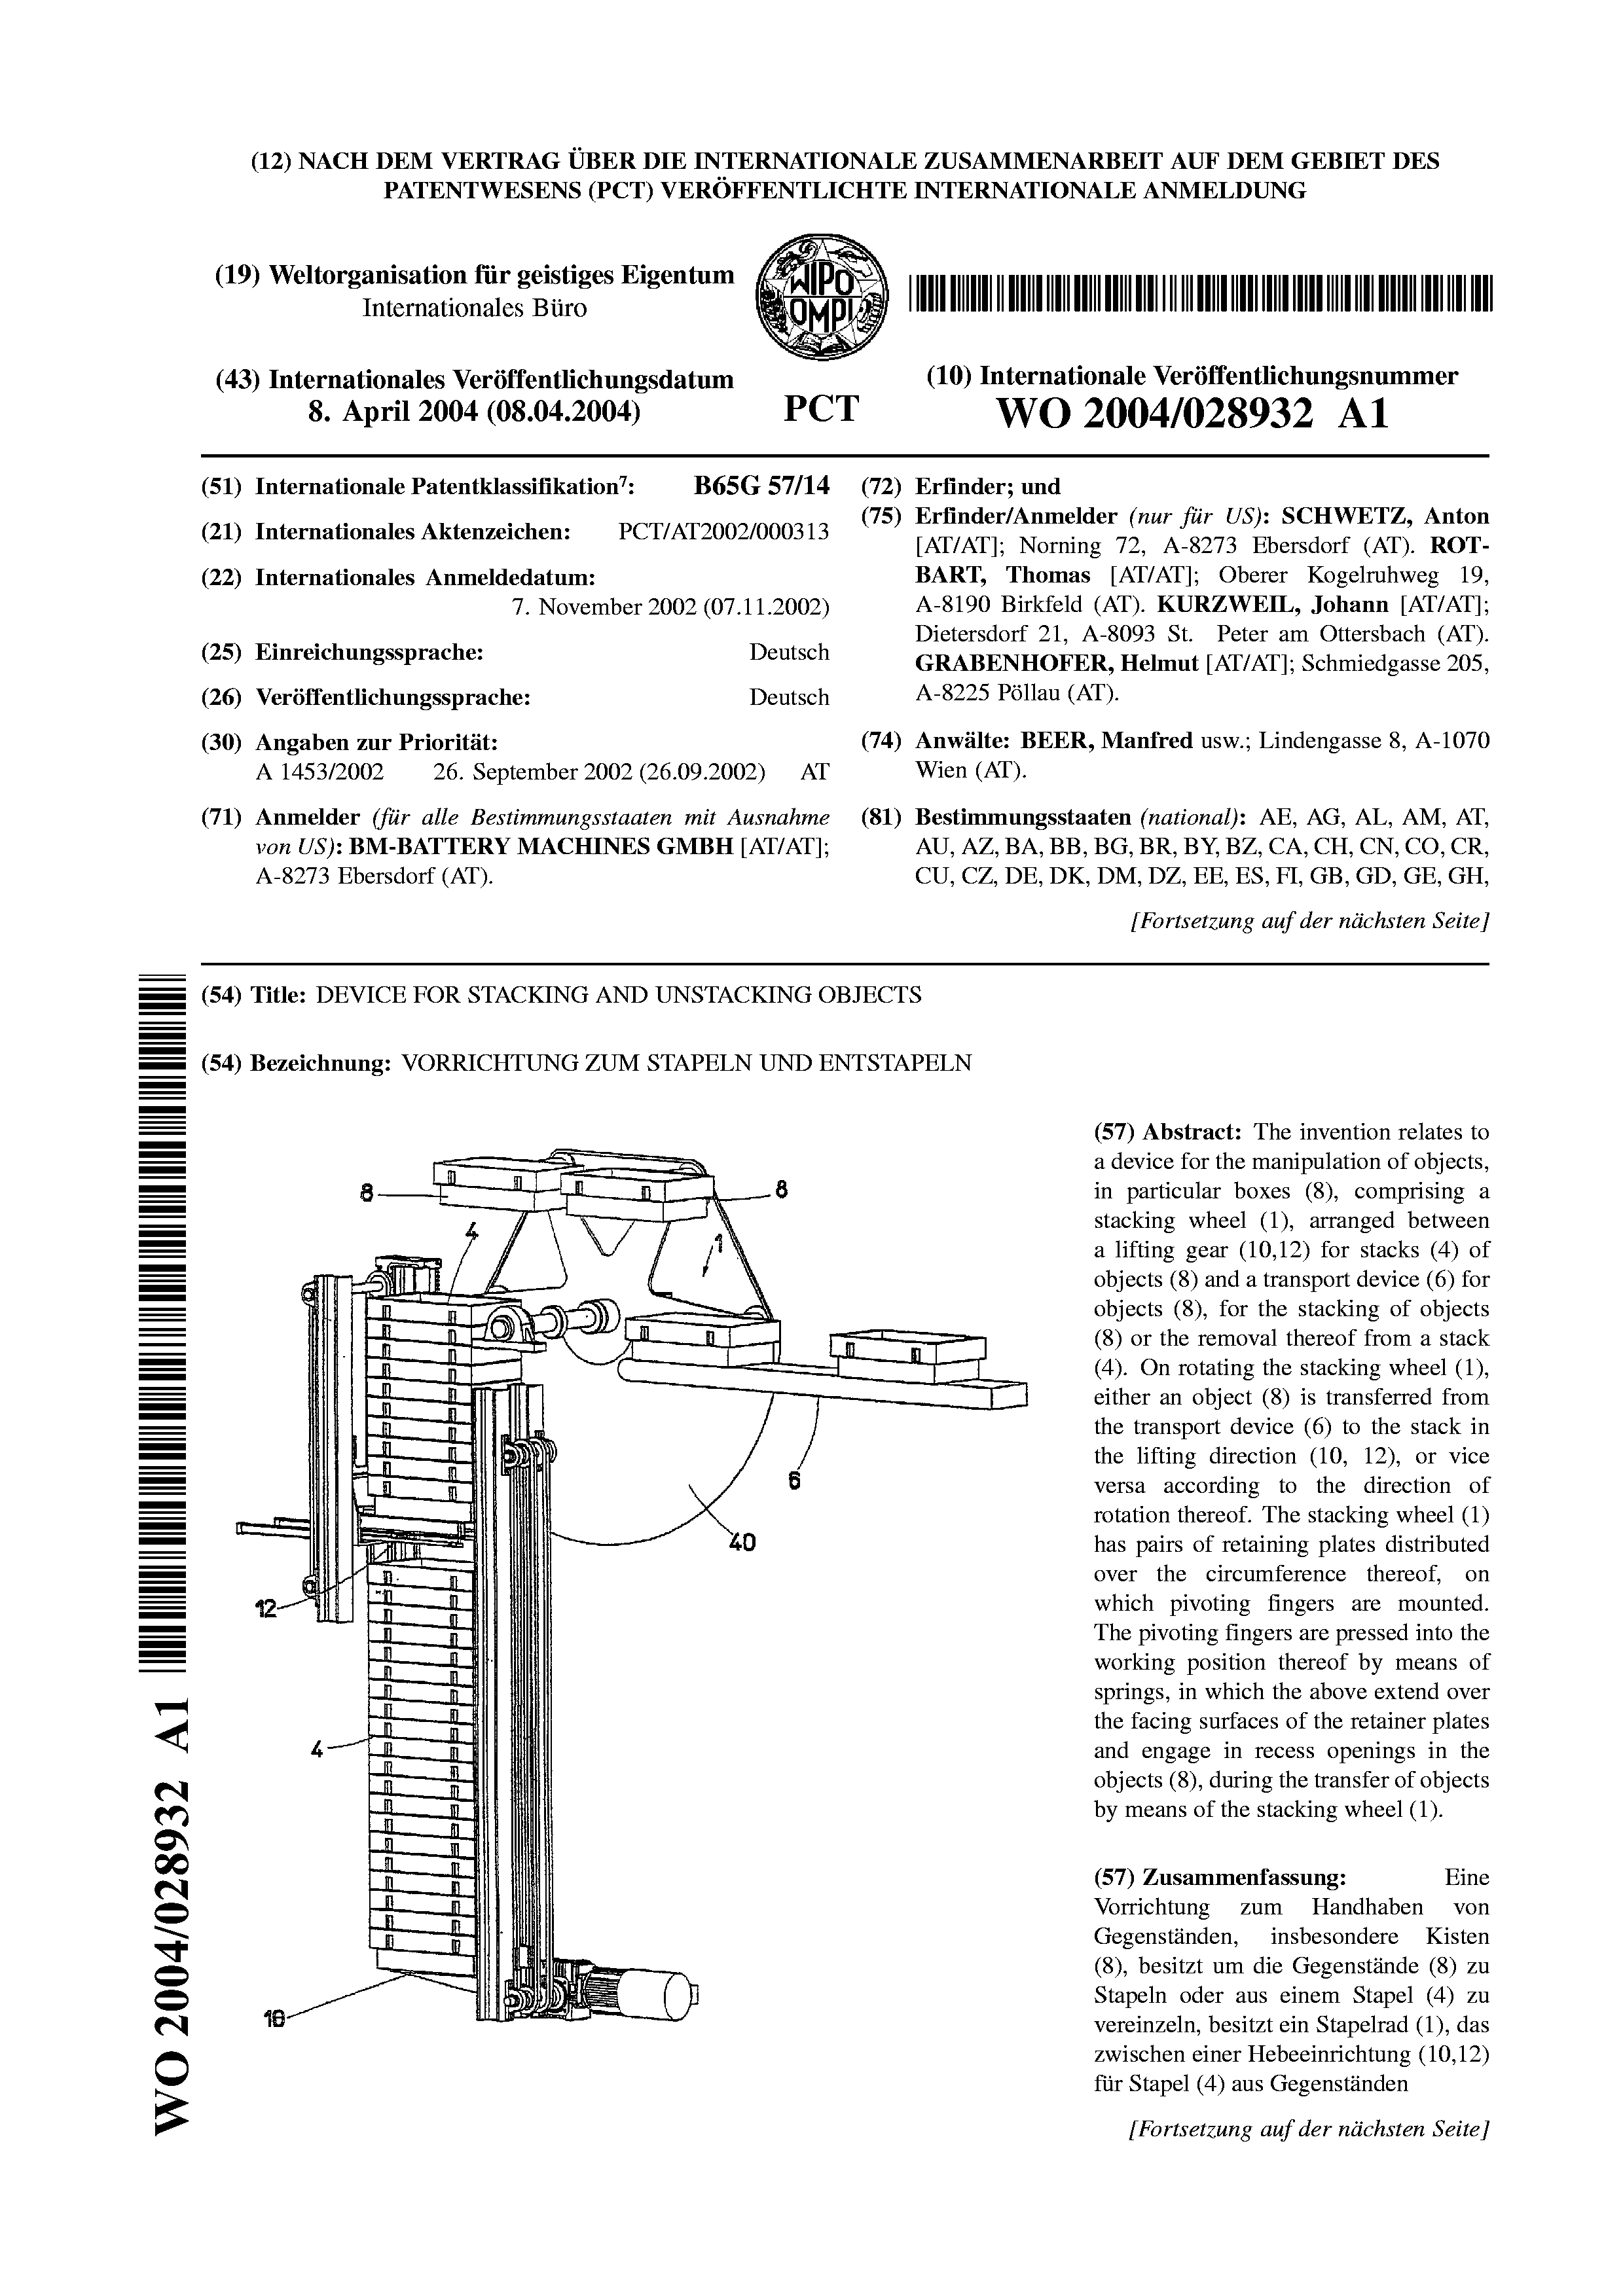 (12) NACH DEM VERTRAG ÜBER DIE INTERNATIONALE ZUSAMMENARBEIT AUF DEM GEBIET DES
PATENTWESENS (PCT) VERÖFFENTLICHTE INTERNATIONALE ANMELDUNG
(19) Weltorganisation für geistiges Eigentum
Internationales Büro
WIPO
OMPI
(43) Internationales Veröffentlichungsdatum
8. April 2004 (08.04.2004)
PCT
(10) Internationale Veröffentlichungsnummer
WO 2004/028932 A1
(51) Internationale Patentklassifikation7: B65G 57/14
(21) Internationales Aktenzeichen: PCT/AT2002/000313
(22) Internationales Anmeldedatum:
7. November 2002 (07.11.2002)
(25) Einreichungssprache: Deutsch
(26) Veröffentlichungssprache: Deutsch
(30) Angaben zur Priorität:
A 1453/2002 26. September 2002 (26.09.2002) AT
(71) Anmelder (für alle Bestimmungsstaaten mit Ausnahme
von US): BM-BATTERY MACHINES GMBH [AT/AT];
A-8273 Ebersdorf (AT).
(72) Erfinder; und
(75) Erfinder/Anmelder (nur für US): SCHWETZ, Anton
[AT/AT]; Norning 72, A-8273 Ebersdorf (AT). ROT-
BART, Thomas [AT/AT]; Oberer Kogelruhweg 19,
A-8190 Birkfeld (AT). KURZWEIL, Johann [AT/AT];
Dietersdorf 21, A-8093 St. Peter am Ottersbach (AT).
GRABENHOFER, Helmut [AT/AT]; Schmiedgasse 205,
A-8225 Pöllau (AT).
(74) Anwälte: BEER, Manfred usw.; Lindengasse 8, A-1070
Wien (AT).
(81) Bestimmungsstaaten (national): AE, AG, AL, AM, AT,
AU, AZ, BA, BB, BG, BR, BY, BZ, CA, CH, CN, CO, CR,
CU, CZ, DE, DK, DM, DZ, EE, ES, FI, GB, GD, GE, GH,
[Fortsetzung auf der nächsten Seite]
(54) Title: DEVICE FOR STACKING AND UNSTACKING OBJECTS
(54) Bezeichnung: VORRICHTUNG ZUM STAPELN UND ENTSTAPELN
8
8
4
1
6
40
12
4
10
(57) Abstract: The invention relates to
a device for the manipulation of objects,
in particular boxes (8), comprising a
stacking wheel (1), arranged between
a lifting gear (10,12) for stacks (4) of
objects (8) and a transport device (6) for
objects (8), for the stacking of objects
(8) or the removal thereof from a stack
(4). On rotating the stacking wheel (1),
either an object (8) is transferred from
the transport device (6) to the stack in
the lifting direction (10, 12), or vice
versa according to the direction of
rotation thereof. The stacking wheel (1)
has pairs of retaining plates distributed
over the circumference thereof, on
which pivoting fingers are mounted.
The pivoting fingers are pressed into the
working position thereof by means of
springs, in which the above extend over
the facing surfaces of the retainer plates
and engage in recess openings in the
objects (8), during the transfer of objects
by means of the stacking wheel (1).
(57) Zusammenfassung: Eine
Vorrichtung zum Handhaben von
Gegenständen, insbesondere Kisten
(8), besitzt um die Gegenstände (8) zu
Stapeln oder aus einem Stapel (4) zu
vereinzeln, besitzt ein Stapelrad (1), das
zwischen einer Hebeeinrichtung (10,12)
für Stapel (4) aus Gegenständen
[Fortsetzung auf der nächsten Seite]
WO 2004/028932 A1